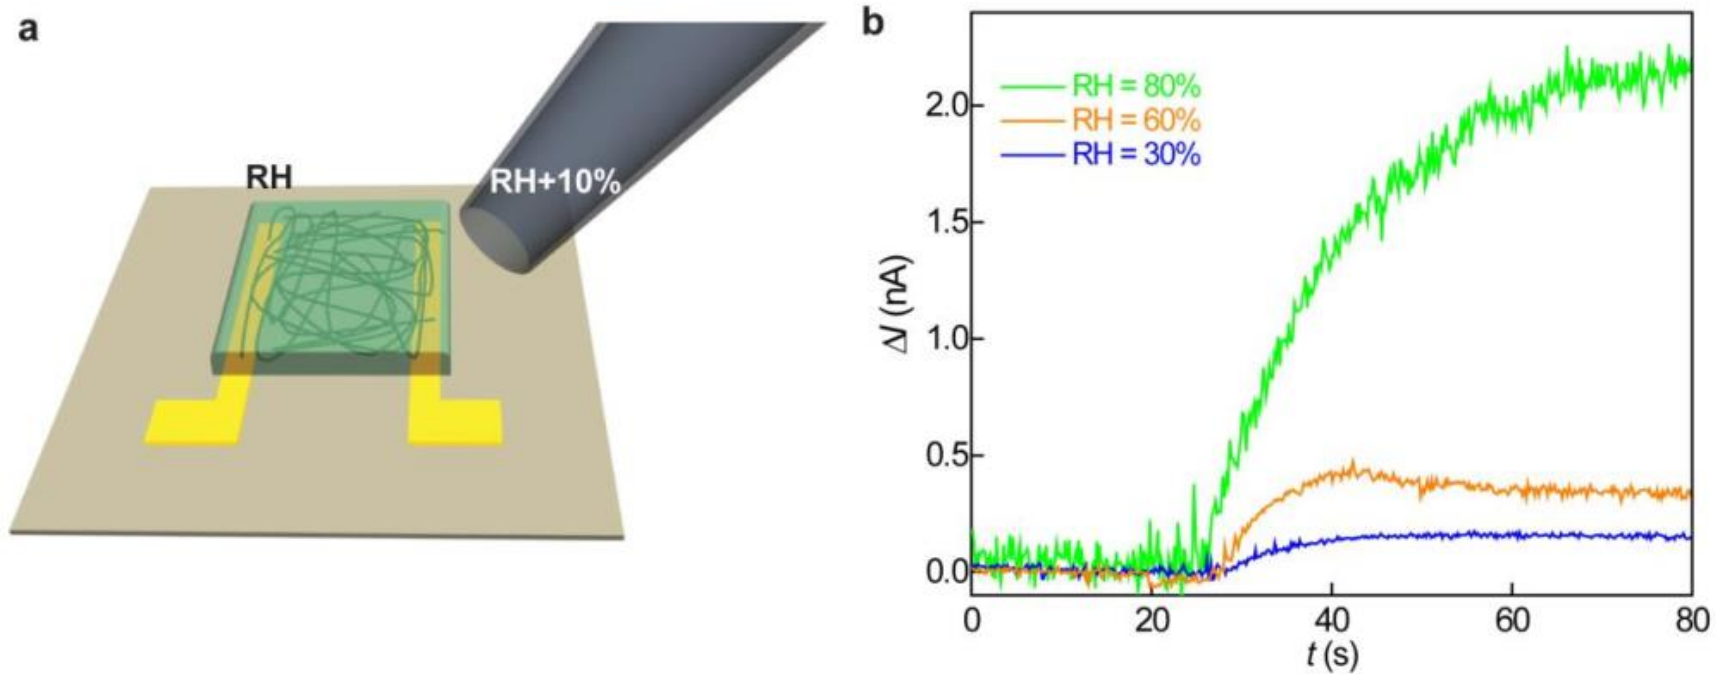 a
RH
RH+10%
b
RH = 80%
RH = 60%
RH = 30%
2.0
1.5
1.0
0.5
0.0
ΔI (nA)
0 20 40 60 80
t (s)